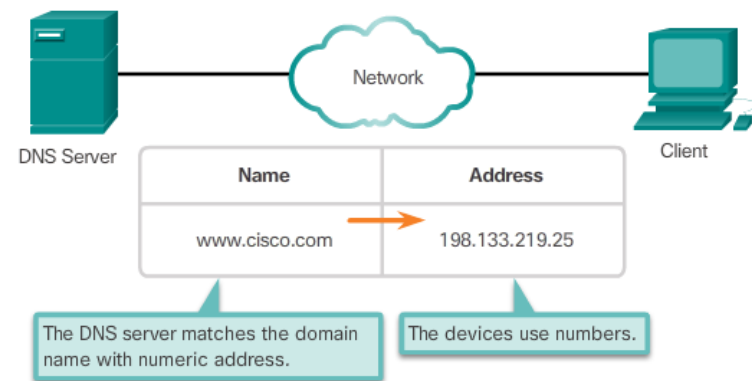 Network
DNS Server
Client
Name
Address
www.cisco.com
198.133.219.25
The DNS server matches the domain
name with numeric address.
The devices use numbers.